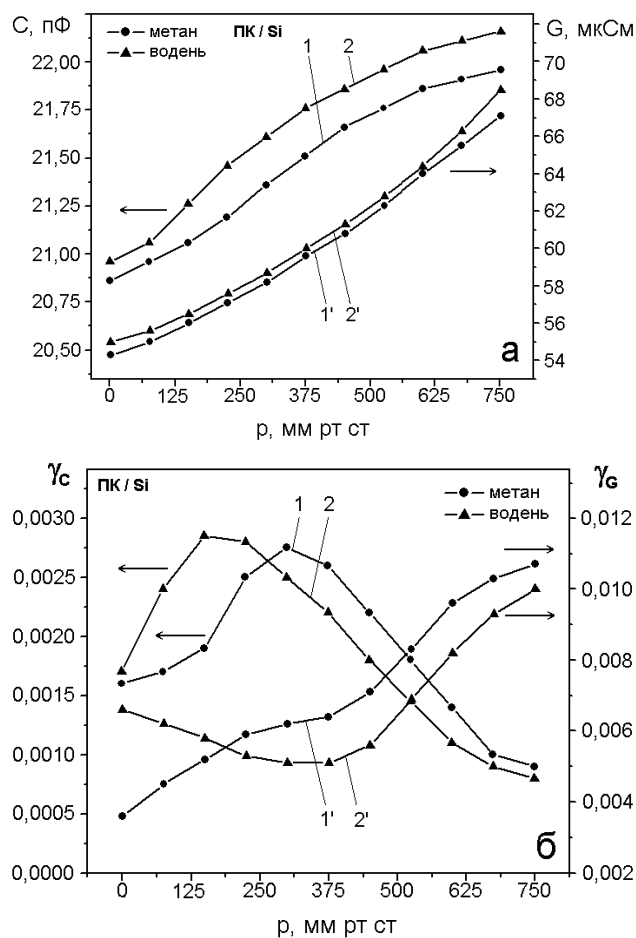 С, пФ
метан
водень
ПК / Si
1
2
G, мкСм
22,00
21,75
21,50
21,25
21,00
20,75
20,50
70
68
66
64
62
60
58
56
54
1'
2'
а
0 125 250 375 500 625 750
p, мм рт ст
γC
ПК / Si
1
2
метан
водень
γG
0,0030
0,0025
0,0020
0,0015
0,0010
0,0005
0,0000
0,012
0,010
0,008
0,006
0,004
0,002
1'
2'
б
0 125 250 375 500 625 750
p, мм рт ст